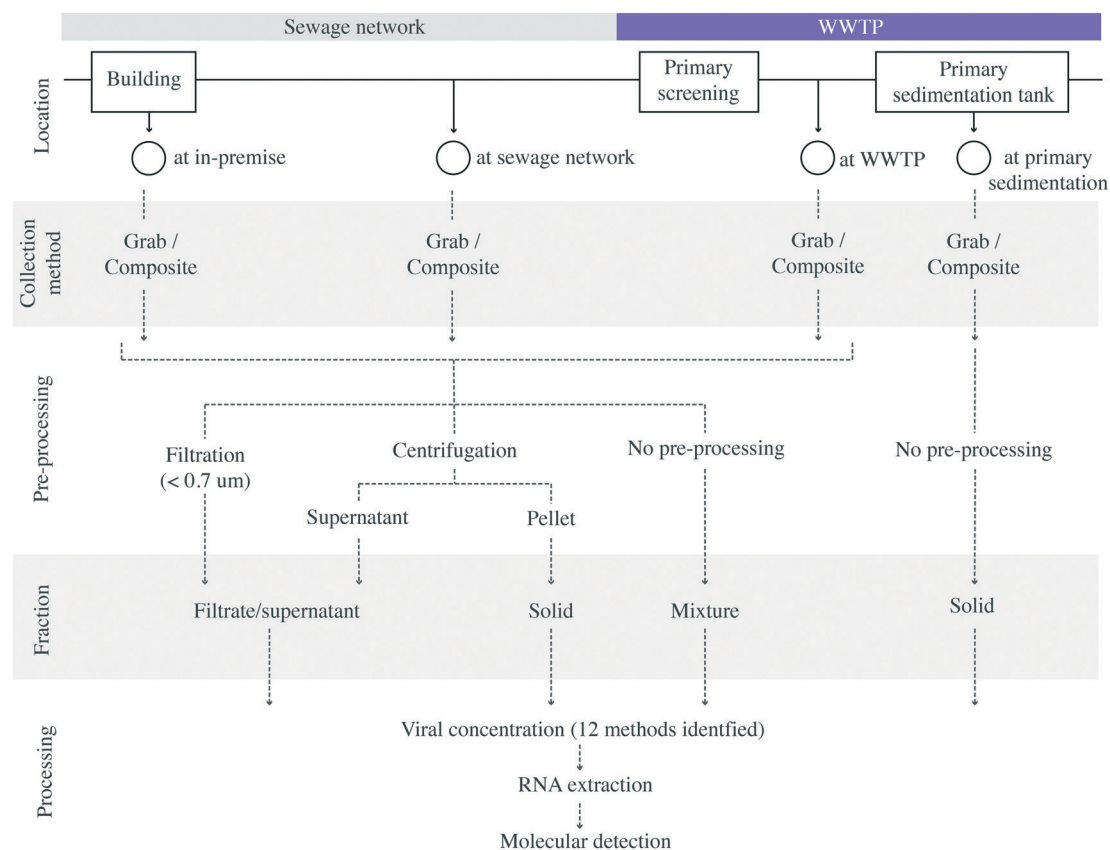 Sewage network
WWTP
Location
Building
Primary
screening
Primary
sedimentation tank
at in-premise
at sewage network
at WWTP
at primary
sedimentation
Collection
method
Grab /
Composite
Grab /
Composite
Grab /
Composite
Grab /
Composite
Pre-processing
Filtration
(< 0.7 um)
Centrifugation
No pre-processing
No pre-processing
Supernatant
Pellet
Fraction
Filtrate/supernatant
Solid
Mixture
Solid
Processing
Viral concentration (12 methods identfied)
RNA extraction
Molecular detection